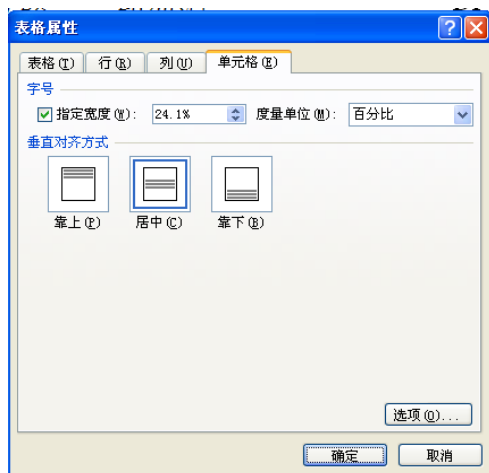 表格属性
表格(T) 行(R) 列(U) 单元格(E)
字号
指定宽度(W): 24.1% 度量单位(M): 百分比
垂直对齐方式
靠上(P) 居中(C) 靠下(B)
选项(O)...
确定 取消